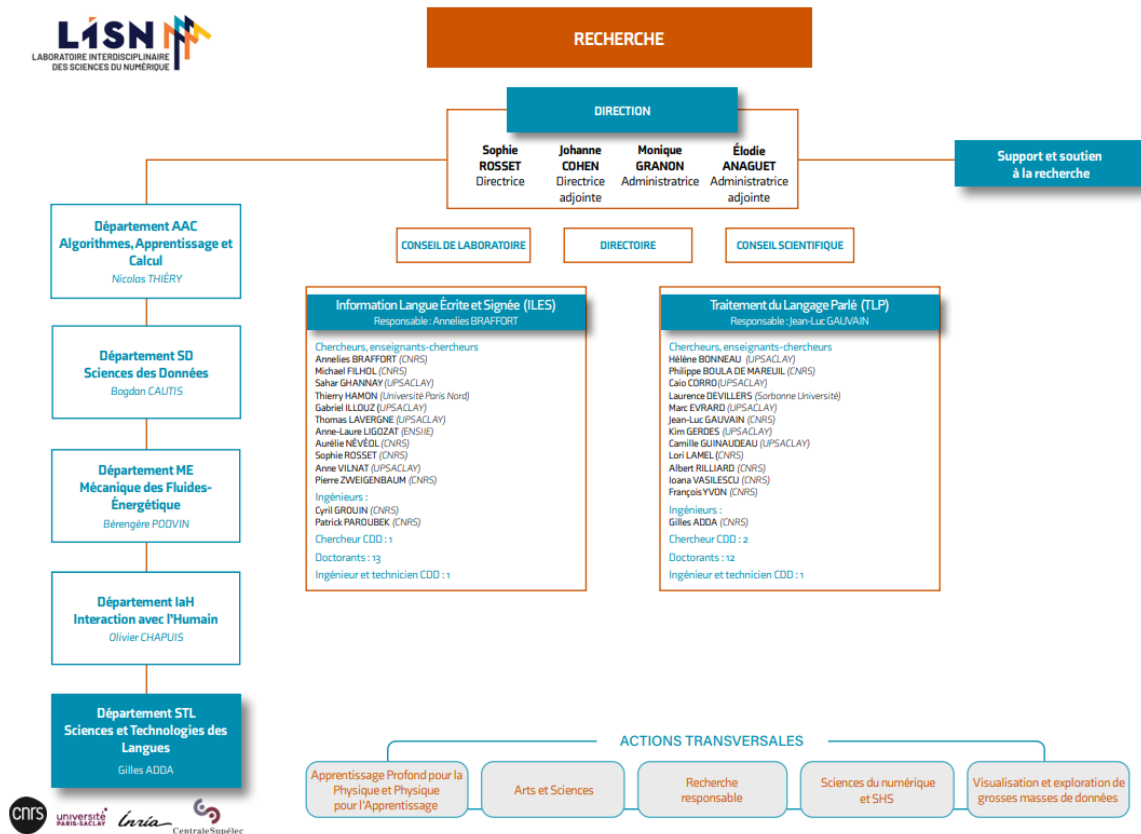 LISN
LABORATOIRE INTERDISCIPLINAIRE
DES SCIENCES DU NUMÉRIQUE
RECHERCHE
DIRECTION
Sophie
ROSSET
Directrice
Johanne
COHEN
Directrice
adjointe
Monique
GRANON
Administratrice
Élodie
ANAGUET
Administratrice
adjointe
Support et soutien
à la recherche
CONSEIL DE LABORATOIRE
DIRECTOIRE
CONSEIL SCIENTIFIQUE
Département AAC
Algorithmes, Apprentissage et
Calcul
Nicolas THIÉRY
Département SD
Sciences des Données
Bogdan CAUTIS
Département ME
Mécanique des Fluides-
Énergétique
Bérengère PODVIN
Département IaH
Interaction avec l'Humain
Olivier CHAPUIS
Département STL
Sciences et Technologies des
Langues
Gilles ADDA
Information Langue Écrite et Signée (ILES)
Responsable : Annelies BRAFFORT
Chercheurs, enseignants-chercheurs
Annelies BRAFFORT (CNRS)
Michael FILHOL (CNRS)
Sahar GHANNAY (UPSACLAY)
Thierry HAMON (Université Paris Nord)
Gabriel ILLOUZ (UPSACLAY)
Thomas LAVERGNE (UPSACLAY)
Anne-Laure LIGOZAT (ENSIIE)
Aurélie NÉVÉOL (CNRS)
Sophie ROSSET (CNRS)
Anne VILNAT (UPSACLAY)
Pierre ZWEIGENBAUM (CNRS)
Ingénieurs :
Cyril GROUIN (CNRS)
Patrick PAROUBEK (CNRS)
Chercheur CDD : 1
Doctorants : 13
Ingénieur et technicien CDD : 1
Traitement du Langage Parlé (TLP)
Responsable : Jean-Luc GAUVAIN
Chercheurs, enseignants-chercheurs
Hélène BONNEAU (UPSACLAY)
Philippe BOULA DE MAREUIL (CNRS)
Caio CORRO(UPSACLAY)
Laurence DEVILLERS (Sorbonne Université)
Marc EVRARD (UPSACLAY)
Jean-Luc GAUVAIN (CNRS)
Kim GERDES (UPSACLAY)
Camille GUINAUDEAU (UPSACLAY)
Lori LAMEL (CNRS)
Albert RILLIARD (CNRS)
Ioana VASILESCU (CNRS)
François YVON (CNRS)
Ingénieurs :
Gilles ADDA (CNRS)
Chercheur CDD : 2
Doctorants : 12
Ingénieur et technicien CDD : 1
ACTIONS TRANSVERSALES
Apprentissage Profond pour la
Physique et Physique
pour l'Apprentissage
Arts et Sciences
Recherche
responsable
Sciences du numérique
et SHS
Visualisation et exploration de
grosses masses de données
cnrs
université
PARIS-SACLAY
Inria
CentraleSupélec